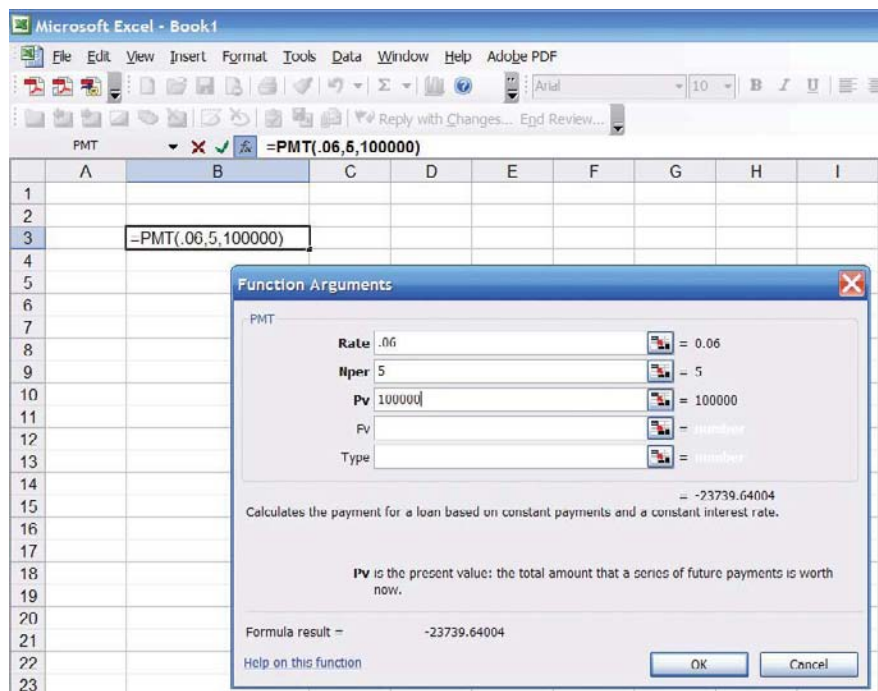 Microsoft Excel - Book1
File Edit View Insert Format Tools Data Window Help Adobe PDF
Arial 10 B I U
Reply with Changes... End Review...
PMT =PMT(.06,5,100000)
A B C D E F G H I
1
2
3 =PMT(.06,5,100000)
4
5
6
7
8
9
10
11
12
13
14
15
16
17
18
19
20
21
22
23
Function Arguments
PMT
Rate .06 = 0.06
Nper 5 = 5
Pv 100000 = 100000
Fv = number
Type = number
= -23739.64004
Calculates the payment for a loan based on constant payments and a constant interest rate.
Pv is the present value: the total amount that a series of future payments is worth
now.
Formula result = -23739.64004
Help on this function OK Cancel